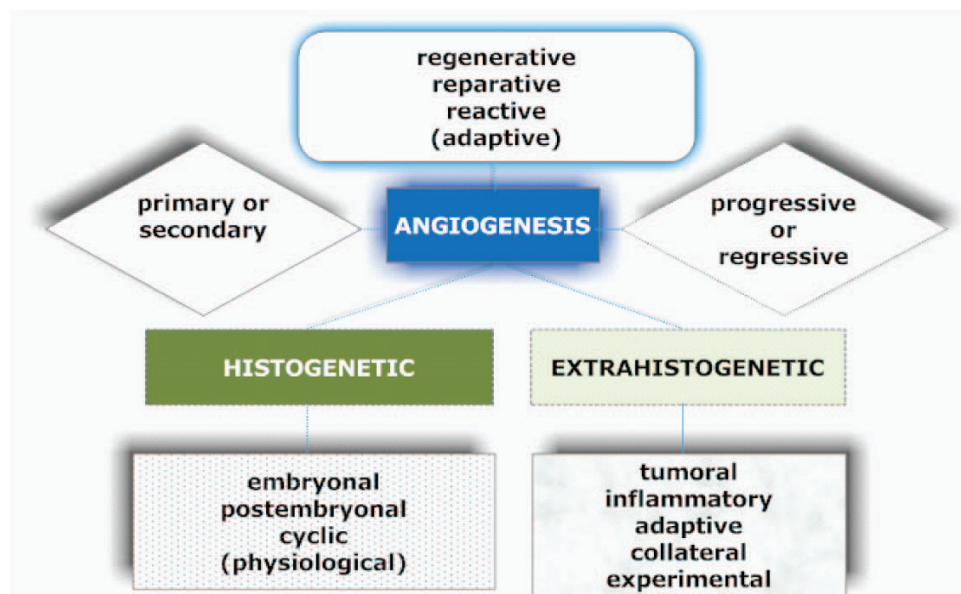 regenerative
reparative
reactive
(adaptive)
primary or
secondary
ANGIOGENESIS
progressive
or
regressive
HISTOGENETIC
EXTRAHISTOGENETIC
embryonal
postembryonal
cyclic
(physiological)
tumoral
inflammatory
adaptive
collateral
experimental